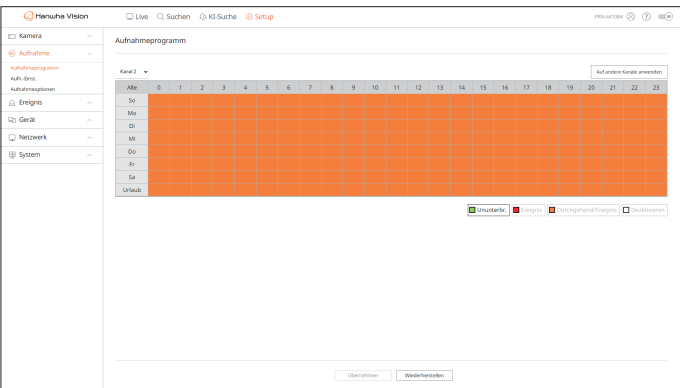 Hanwha Vision
Live Suchen KI-Suche Setup
PRN-6410B4
Kamera
Aufnahme
Aufnahmeprogramm
Aufn.-Einst.
Aufnahmeoptionen
Ereignis
Gerät
Netzwerk
System
Aufnahmeprogramm
Kanal 2
Auf andere Kanäle anwenden
Alle 0 1 2 3 4 5 6 7 8 9 10 11 12 13 14 15 16 17 18 19 20 21 22 23
So
Mo
Di
Mi
Do
Fr
Sa
Urlaub
Ununterbr. Ereignis Durchgehend/Ereignis Deaktivieren
Übernehmen Wiederherstellen